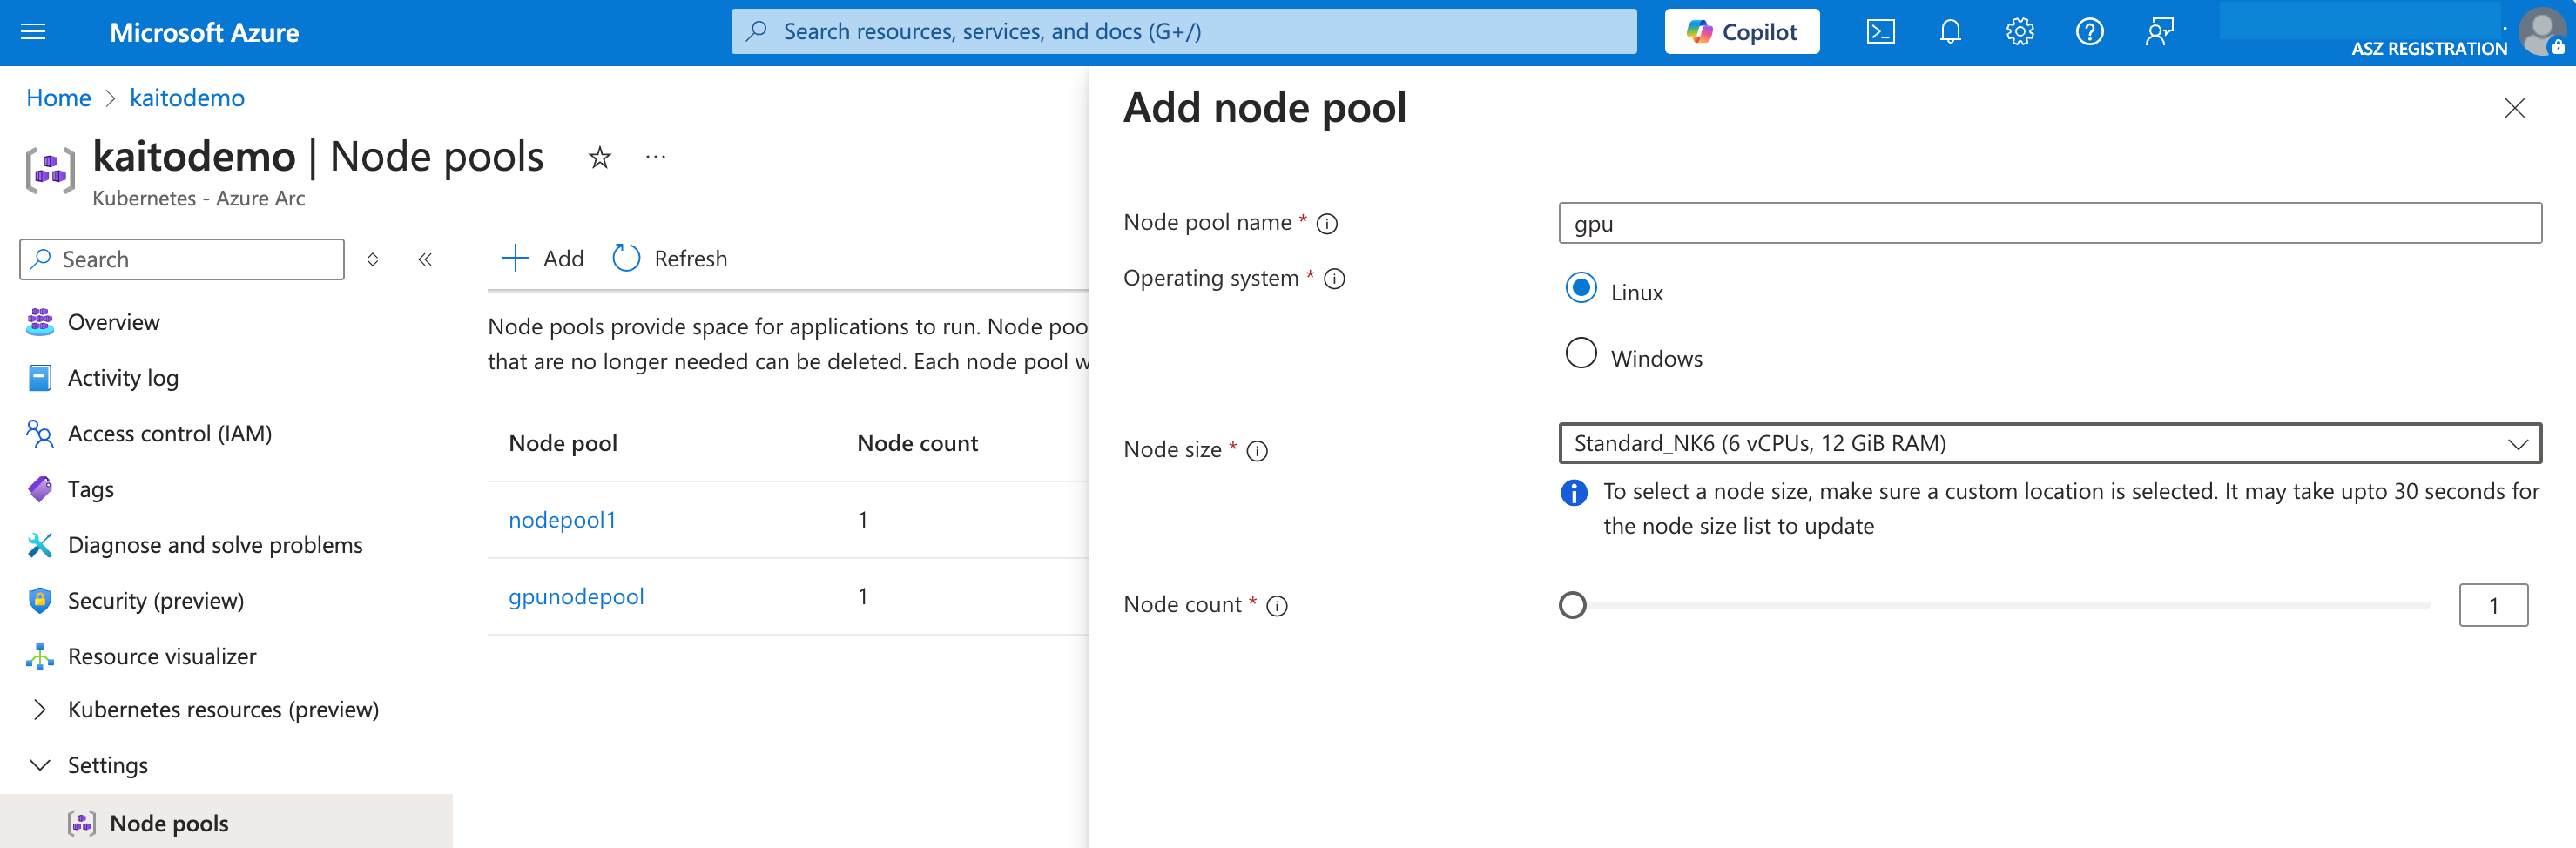 Microsoft Azure
Search resources, services, and docs (G+/)
Copilot
ASZ REGISTRATION
Home > kaitodemo
kaitodemo | Node pools
Kubernetes - Azure Arc
Search
Overview
Activity log
Access control (IAM)
Tags
Diagnose and solve problems
Security (preview)
Resource visualizer
Kubernetes resources (preview)
Settings
Node pools
Add
Refresh
Node pools provide space for applications to run. Node poo
that are no longer needed can be deleted. Each node pool w
Node pool Node count
nodepool1 1
gpunodepool 1
Add node pool
Node pool name *
gpu
Operating system *
Linux
Windows
Node size *
Standard_NK6 (6 vCPUs, 12 GiB RAM)
To select a node size, make sure a custom location is selected. It may take upto 30 seconds for
the node size list to update
Node count *
1